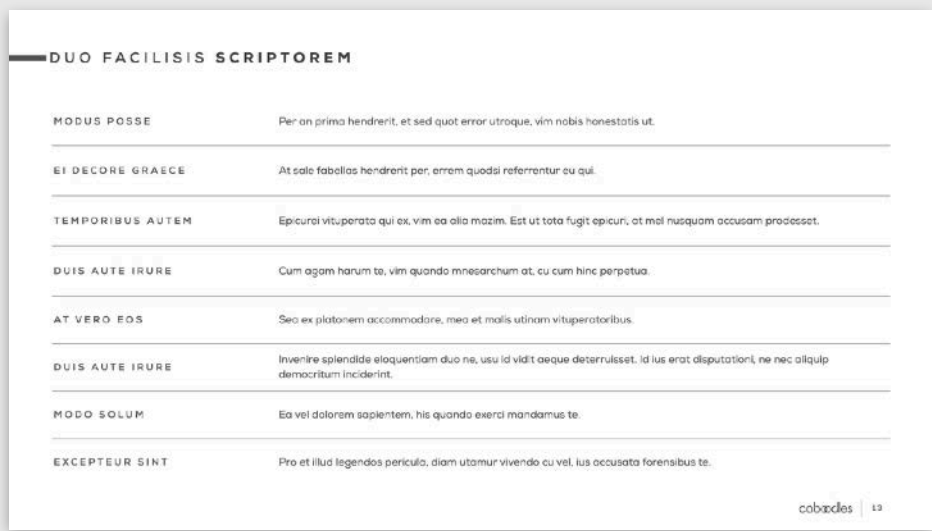 DUO FACILISIS SCRIPTOREM
MODUS POSSE
Per an prima hendrerit, et sed quot error utroque, vim nobis honestatis ut.
EI DECORE GRAECE
At sale fabellas hendrerit per, errem quodsi referrentur eu qui.
TEMPORIBUS AUTEM
Epicurei vituperata qui ex, vim ea alia mazim. Est ut tota fugit epicuri, at mel nusquam accusam prodesset.
DUIS AUTE IRURE
Cum agam harum te, vim quando mnesarchum at, cu cum hinc perpetua.
AT VERO EOS
Sea ex platonem accommodare, mea et malis utinam vituperatoribus.
DUIS AUTE IRURE
Invenire splendide eloquentiam duo ne, usu id vidit aeque deterruisset. Id ius erat disputationi, ne nec aliquip
democritum inciderint.
MODO SOLUM
Ea vel dolorem sapientem, his quando exerci mandamus te.
EXCEPTEUR SINT
Pro et illud legendos pericula, diam utamur vivendo cu vel, ius accusata forensibus te.
caboodles 13